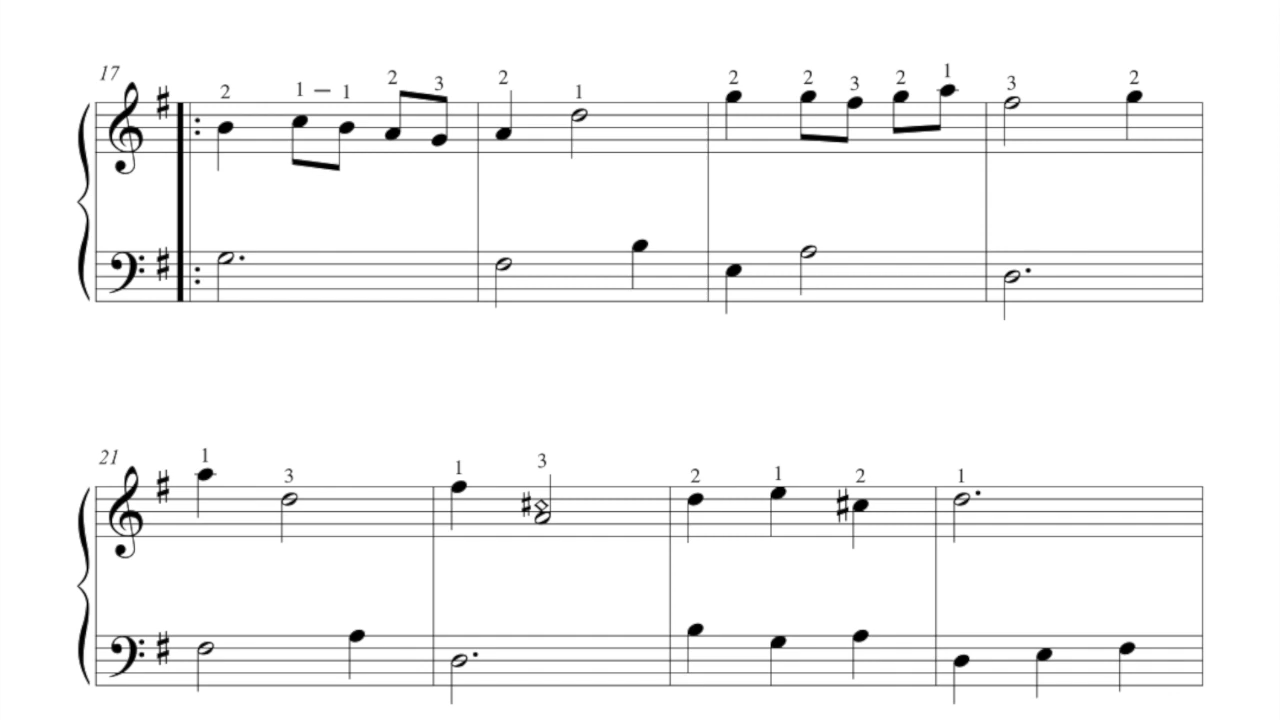 17
2 1 – 1 2 3 2 1 2 2 3 2 1 3 2
21
1 3 1 3 2 1 2 1